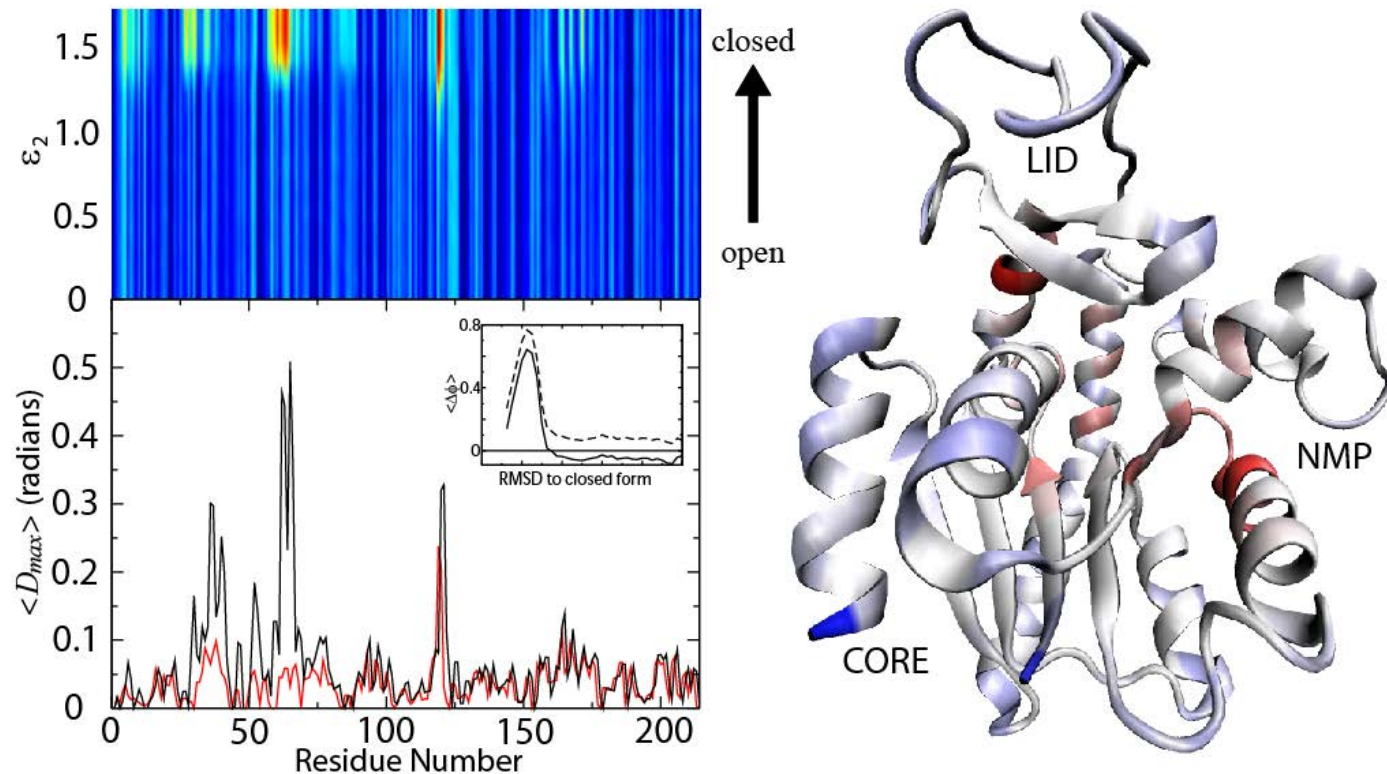 1.5
1.0
0.5
0
ε2
closed
open
0.5
0.4
0.3
0.2
0.1
0
<Dmax> (radians)
0.8
0.4
0
<Δϕ>
RMSD to closed form
0 50 100 150 200
Residue Number
LID
NMP
CORE